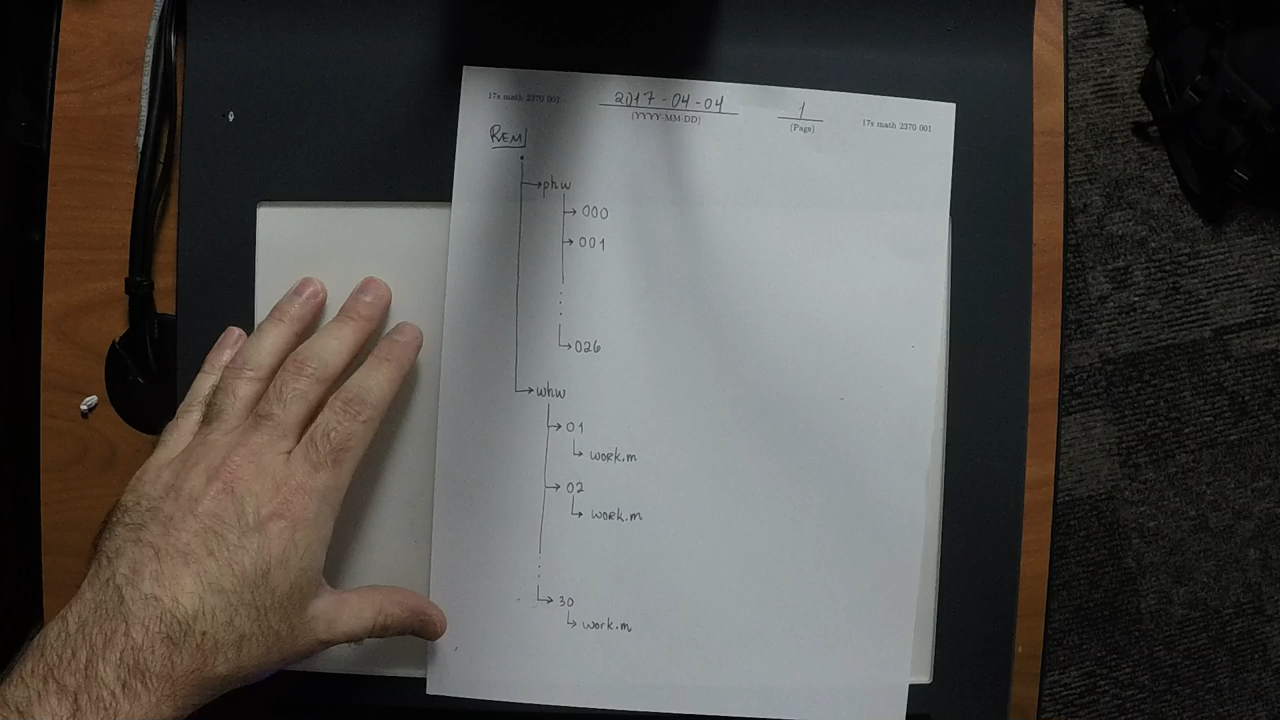 17s math 2370 001 2017-04-04 1 17s math 2370 001
(YYYY-MM-DD) (Page)
REM
phw
000
001
026
whw
01
work.m
02
work.m
30
work.m